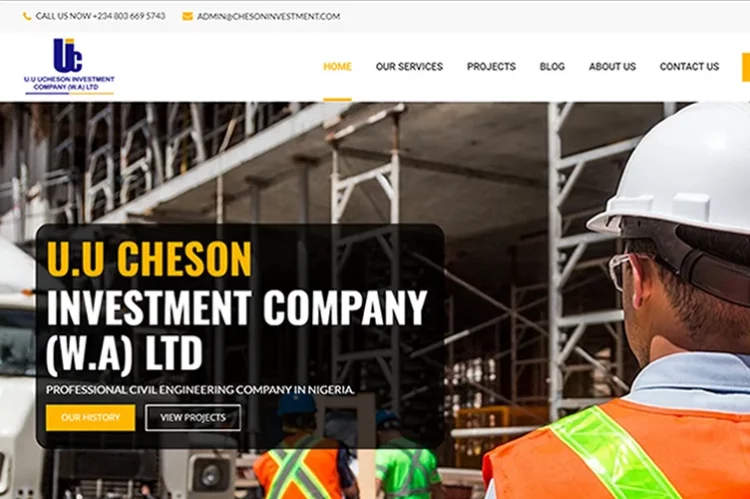 CALL US NOW +234 803 669 5743 ADMIN@CHESONINVESTMENT.COM
Uc
U.U UCHESON INVESTMENT
COMPANY (W.A) LTD
HOME OUR SERVICES PROJECTS BLOG ABOUT US CONTACT US
U.U CHESON
INVESTMENT COMPANY
(W.A) LTD
PROFESSIONAL CIVIL ENGINEERING COMPANY IN NIGERIA.
OUR HISTORY VIEW PROJECTS